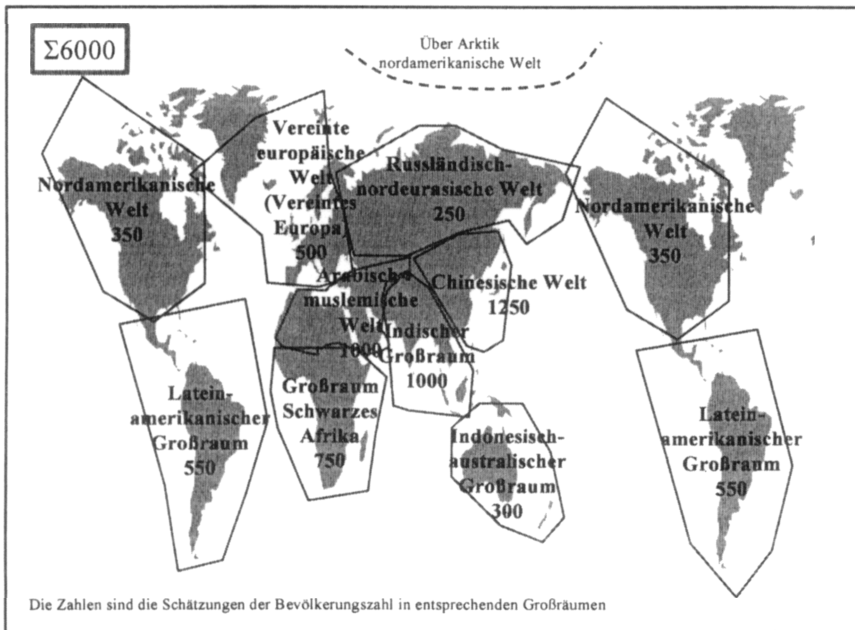 Σ6000
Über Arktik
nordamerikanische Welt
Nordamerikanische
Welt
350
Vereinte
europäische
Welt
(Vereintes
Europa)
500
Russländisch-
nordeurasische Welt
250
Nordamerikanische
Welt
350
Arabisch-
muslemische
Welt
1000
Indischer
Großraum
1000
Chinesische Welt
1250
Latein-
amerikanischer
Großraum
550
Großraum
Schwarzes
Afrika
750
Indonesisch-
australischer
Großraum
300
Latein-
amerikanischer
Großraum
550
Die Zahlen sind die Schätzungen der Bevölkerungszahl in entsprechenden Großräumen